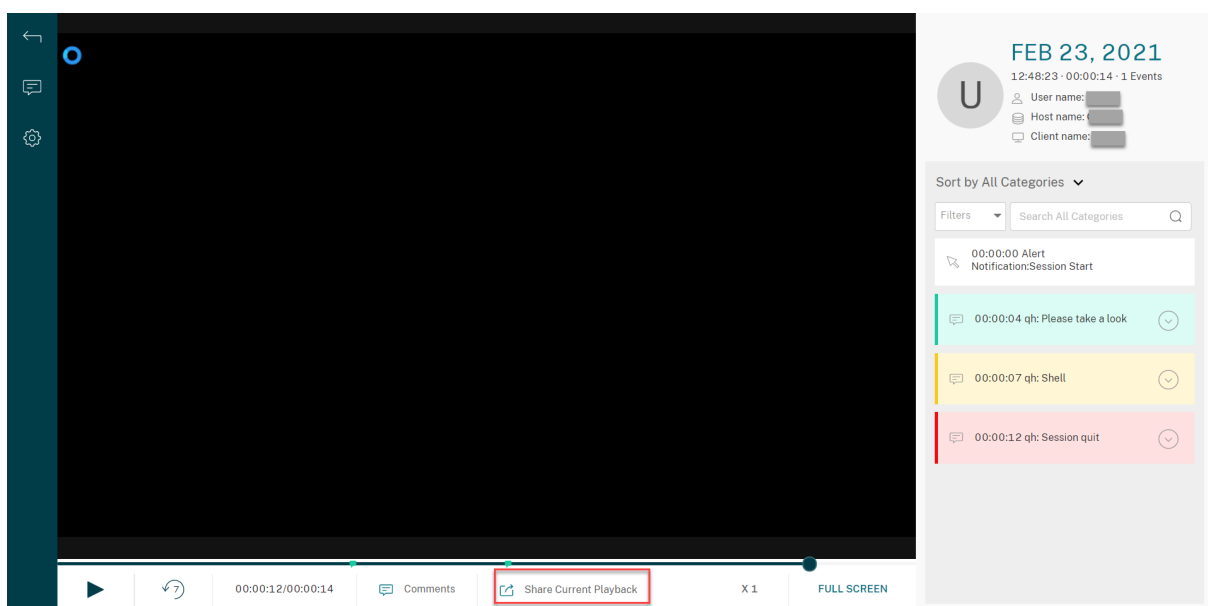 FEB 23, 2021
12:48:23 · 00:00:14 · 1 Events
U
User name:
Host name:
Client name:
Sort by All Categories
Filters
Search All Categories
00:00:00 Alert
Notification:Session Start
00:00:04 qh: Please take a look
00:00:07 qh: Shell
00:00:12 qh: Session quit
7
00:00:12/00:00:14
Comments
Share Current Playback
X 1
FULL SCREEN